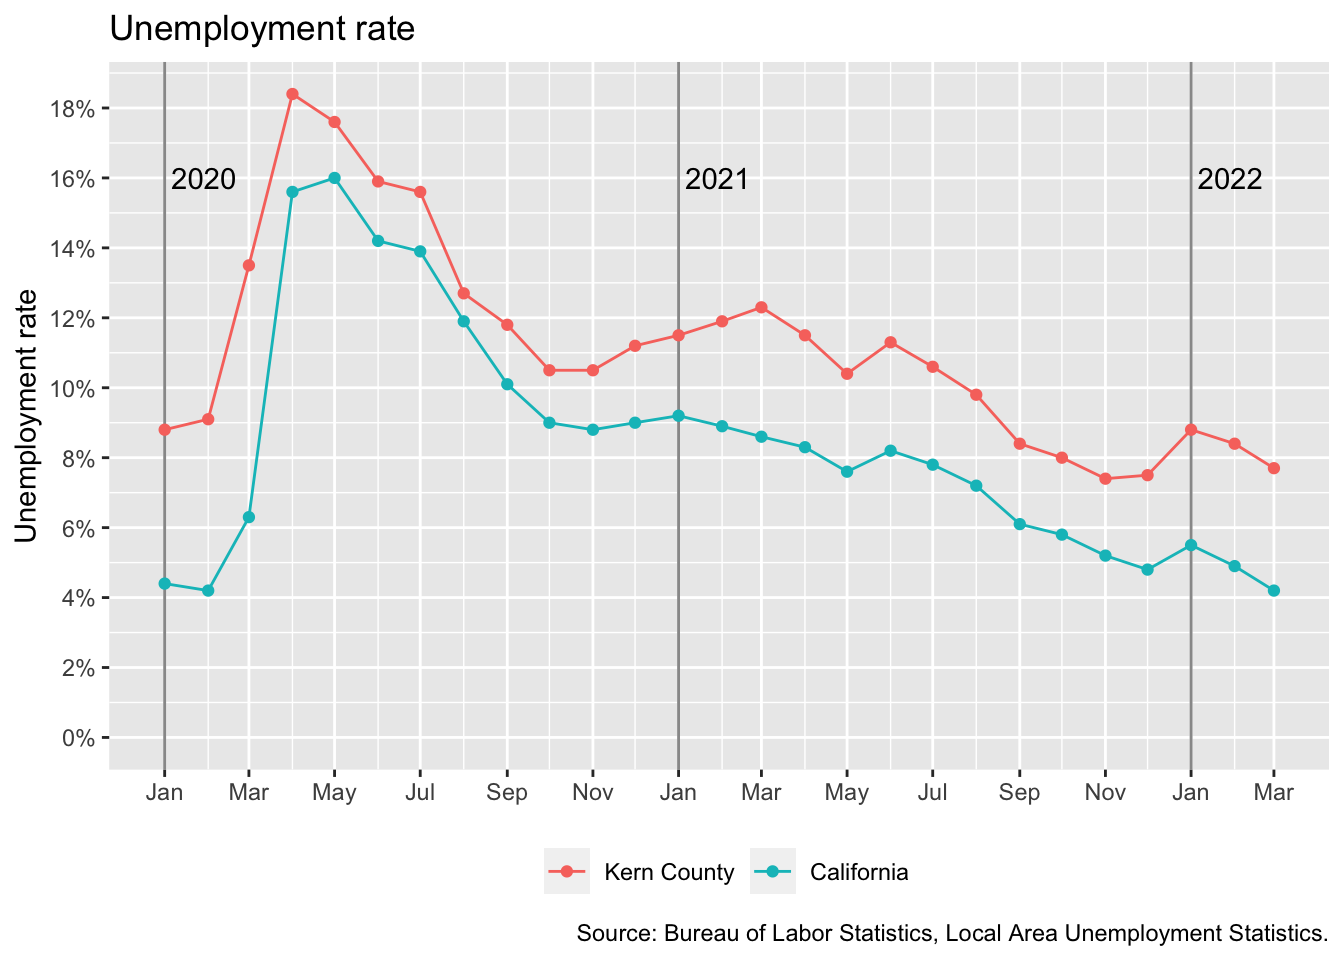 Unemployment rate
Unemployment rate
18%
16%
14%
12%
10%
8%
6%
4%
2%
0%
2020 2021 2022
Jan Mar May Jul Sep Nov Jan Mar May Jul Sep Nov Jan Mar
Kern County California
Source: Bureau of Labor Statistics, Local Area Unemployment Statistics.